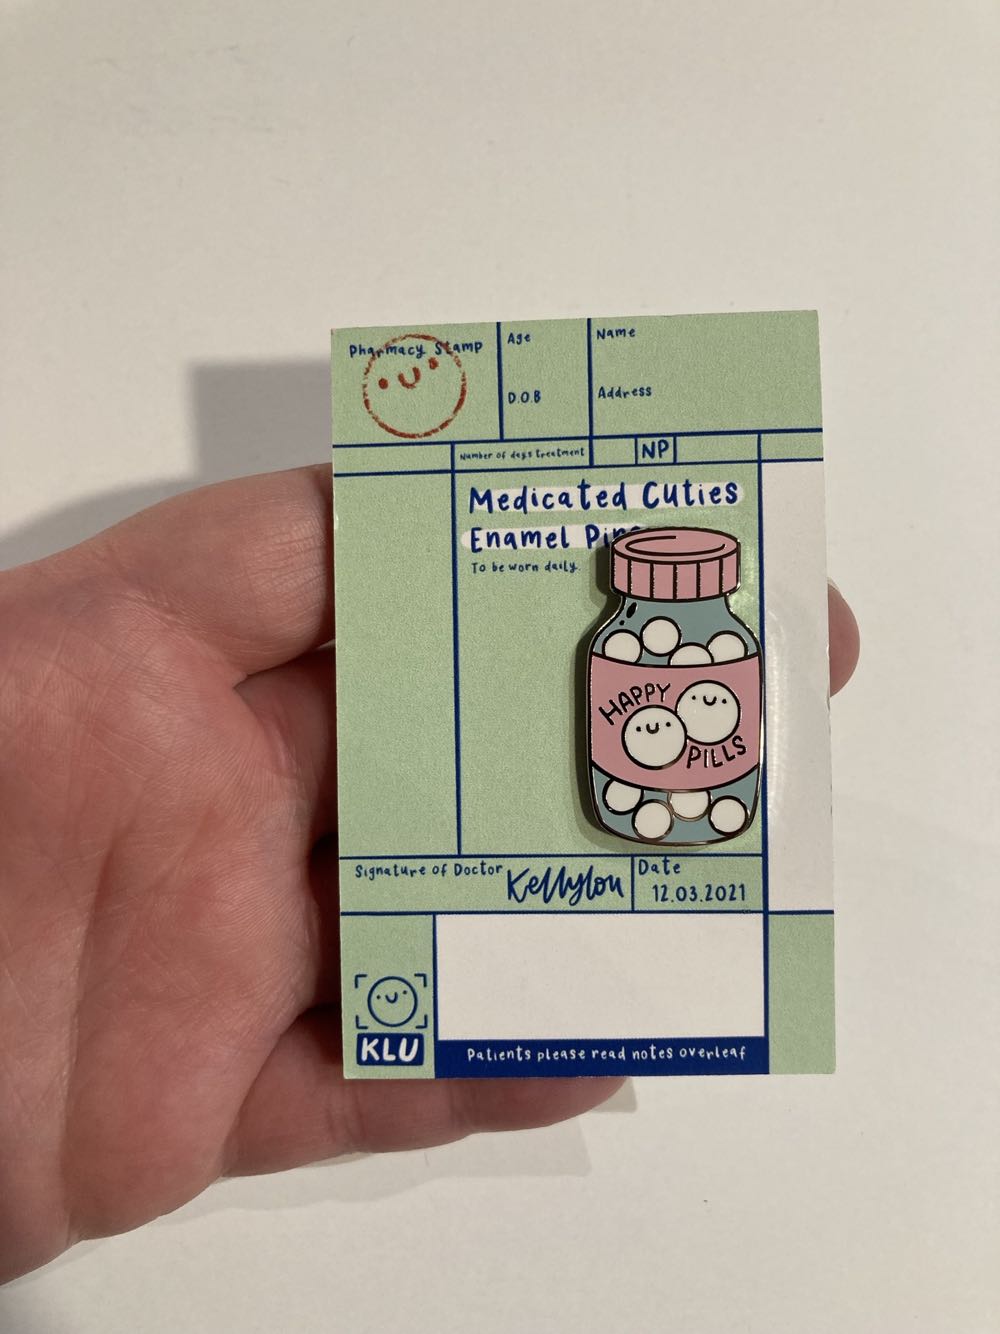 Pharmacy Stamp
Age
Name
D.O.B
Address
Number of days treatment
NP
Medicated Cuties
Enamel Pins
To be worn daily.
HAPPY
PILLS
Signature of Doctor
Kellylou
Date
12.03.2021
KLU
Patients please read notes overleaf